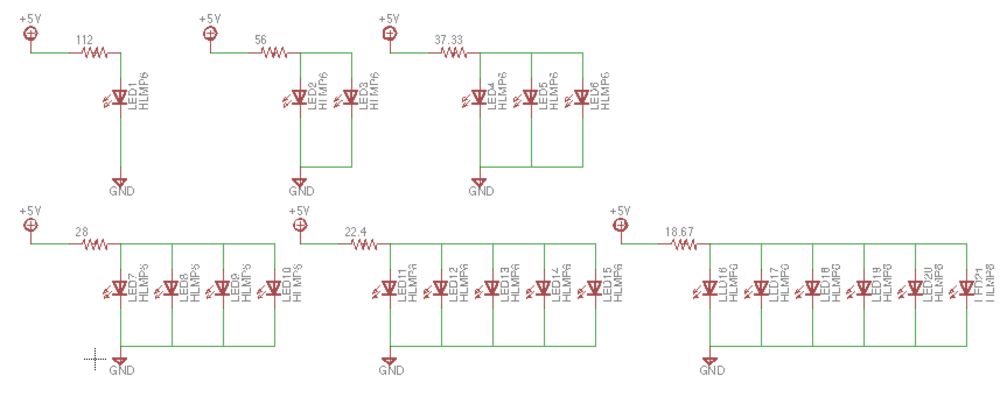 +5V
112
LED1
HLMP6
GND
+5V
56
LED2
HLMP6
LED3
HLMP6
GND
+5V
37.33
LED4
HLMP6
LED5
HLMP6
LED6
HLMP6
GND
+5V
28
LED7
HLMP6
LED8
HLMP6
LED9
HLMP6
LED10
HLMP6
GND
+5V
22.4
LED11
HLMP6
LED12
HLMP6
LED13
HLMP6
LED14
HLMP6
LED15
HLMP6
GND
+5V
18.67
LED16
HLMP6
LED17
HLMP6
LED18
HLMP6
LED19
HLMP6
LED20
HLMP6
LED21
HLMP6
GND